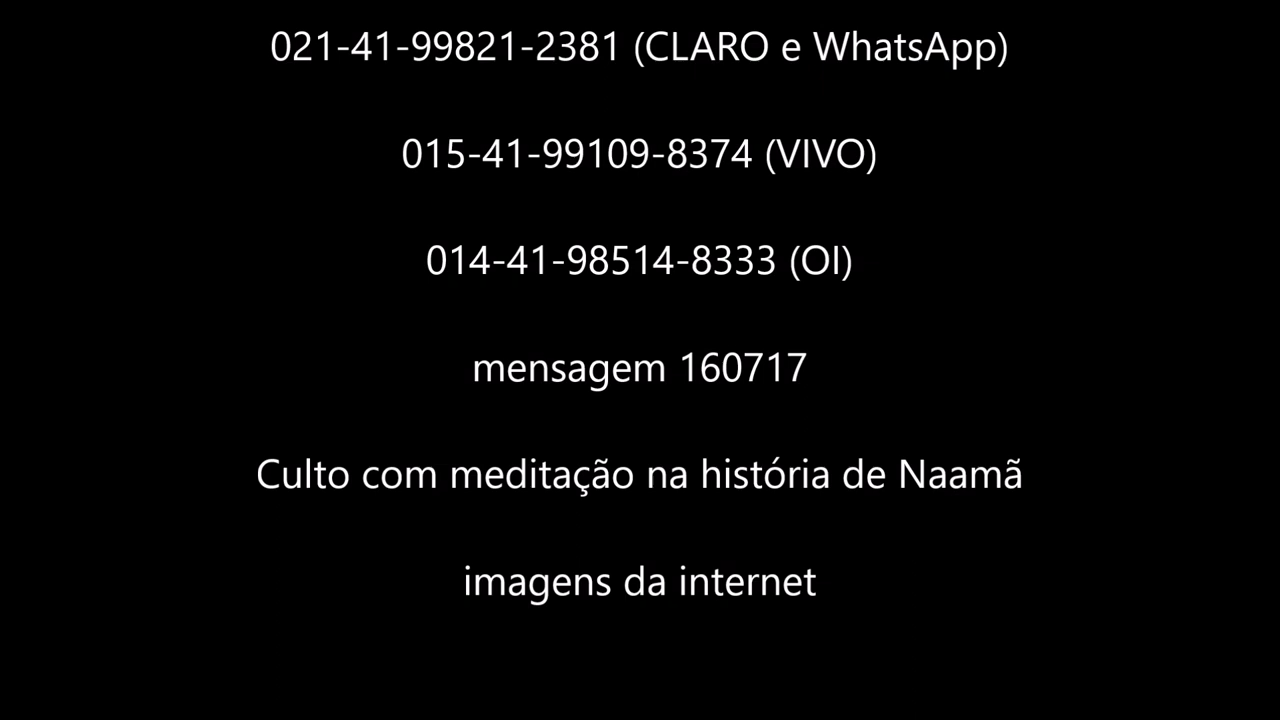 021-41-99821-2381 (CLARO e WhatsApp)
015-41-99109-8374 (VIVO)
014-41-98514-8333 (OI)
mensagem 160717
Culto com meditação na história de Naamã
imagens da internet